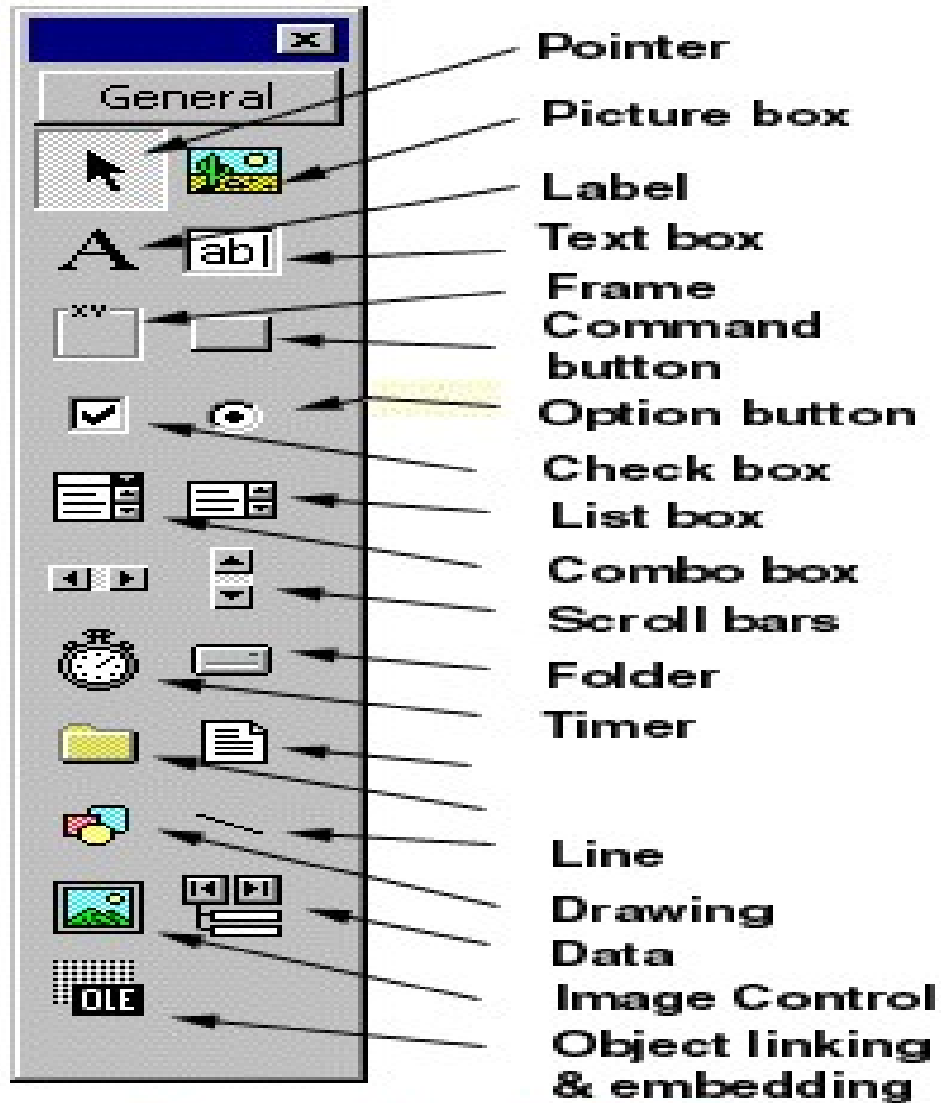 General
Pointer
Picture box
A
Label
ab
Text box
xv
Frame
Command
button
Option button
Check box
List box
Combo box
Scroll bars
Folder
Timer
Line
Drawing
Data
Image Control
OLE
Object linking
& embedding